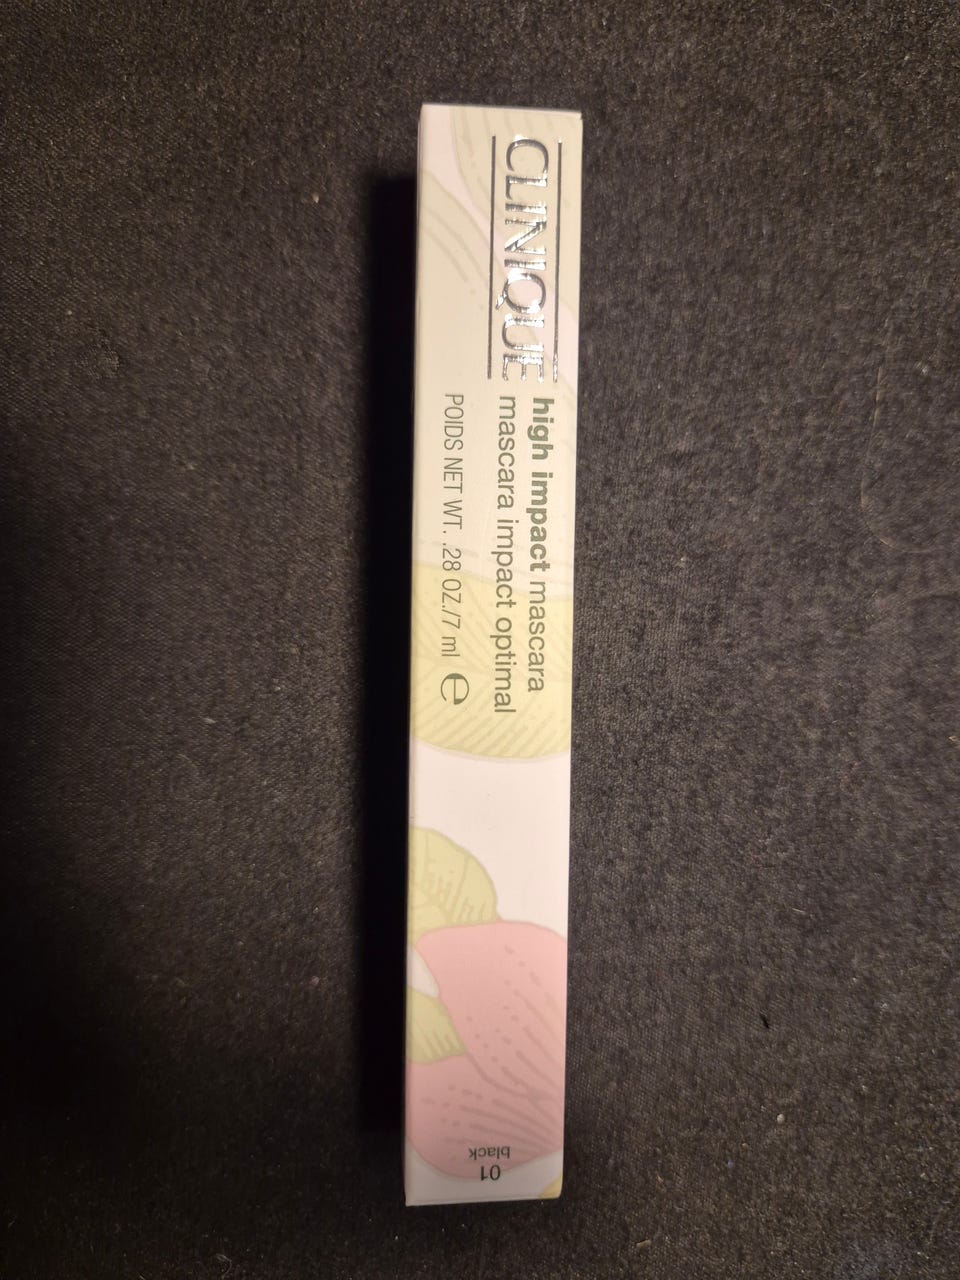 CLINIQUE
high impact mascara
mascara impact optimal
POIDS NET WT. .28 OZ./7 ml e
01
black